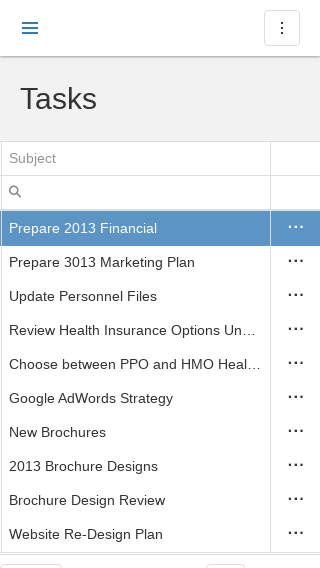 Tasks
Subject
Prepare 2013 Financial
Prepare 3013 Marketing Plan
Update Personnel Files
Review Health Insurance Options Un…
Choose between PPO and HMO Heal…
Google AdWords Strategy
New Brochures
2013 Brochure Designs
Brochure Design Review
Website Re-Design Plan